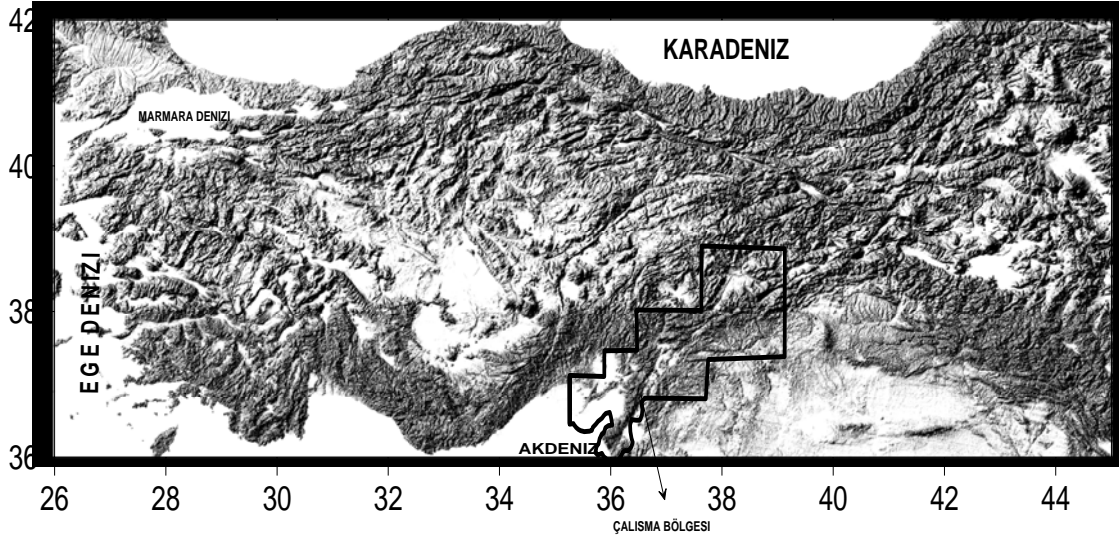 42
KARADENIZ
MARMARA DENIZI
40
EGE DENIZI
38
AKDENIZ
36
26 28 30 32 34 36 38 40 42 44
ÇALISMA BÖLGESI